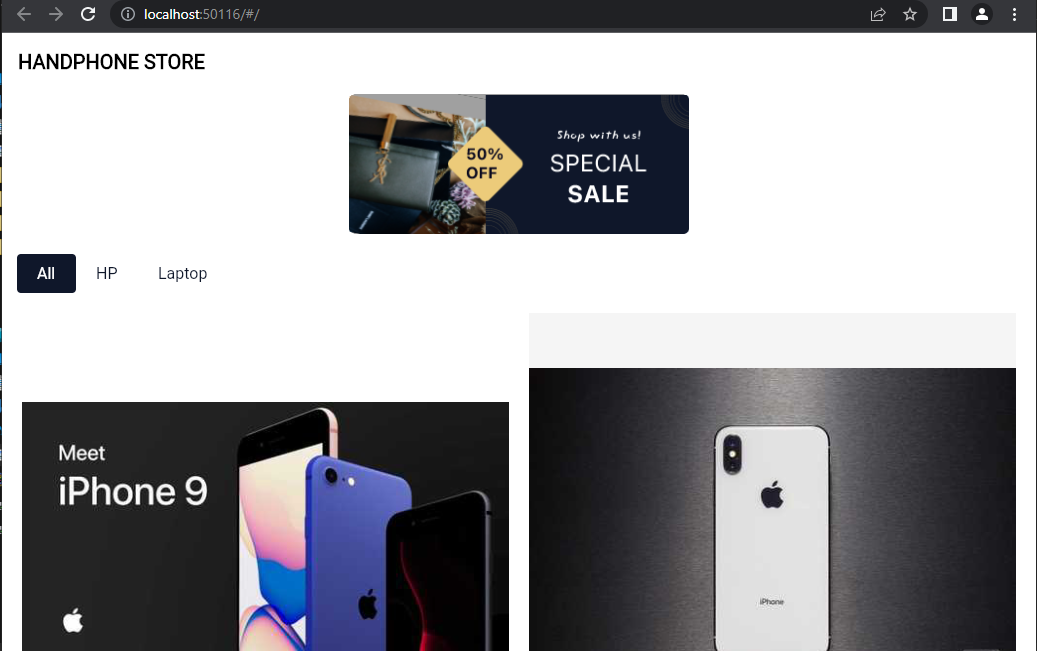 localhost:50116/#/
HANDPHONE STORE
Shop with us!
50%
OFF
SPECIAL
SALE
All
HP
Laptop
Meet
iPhone 9
iPhone